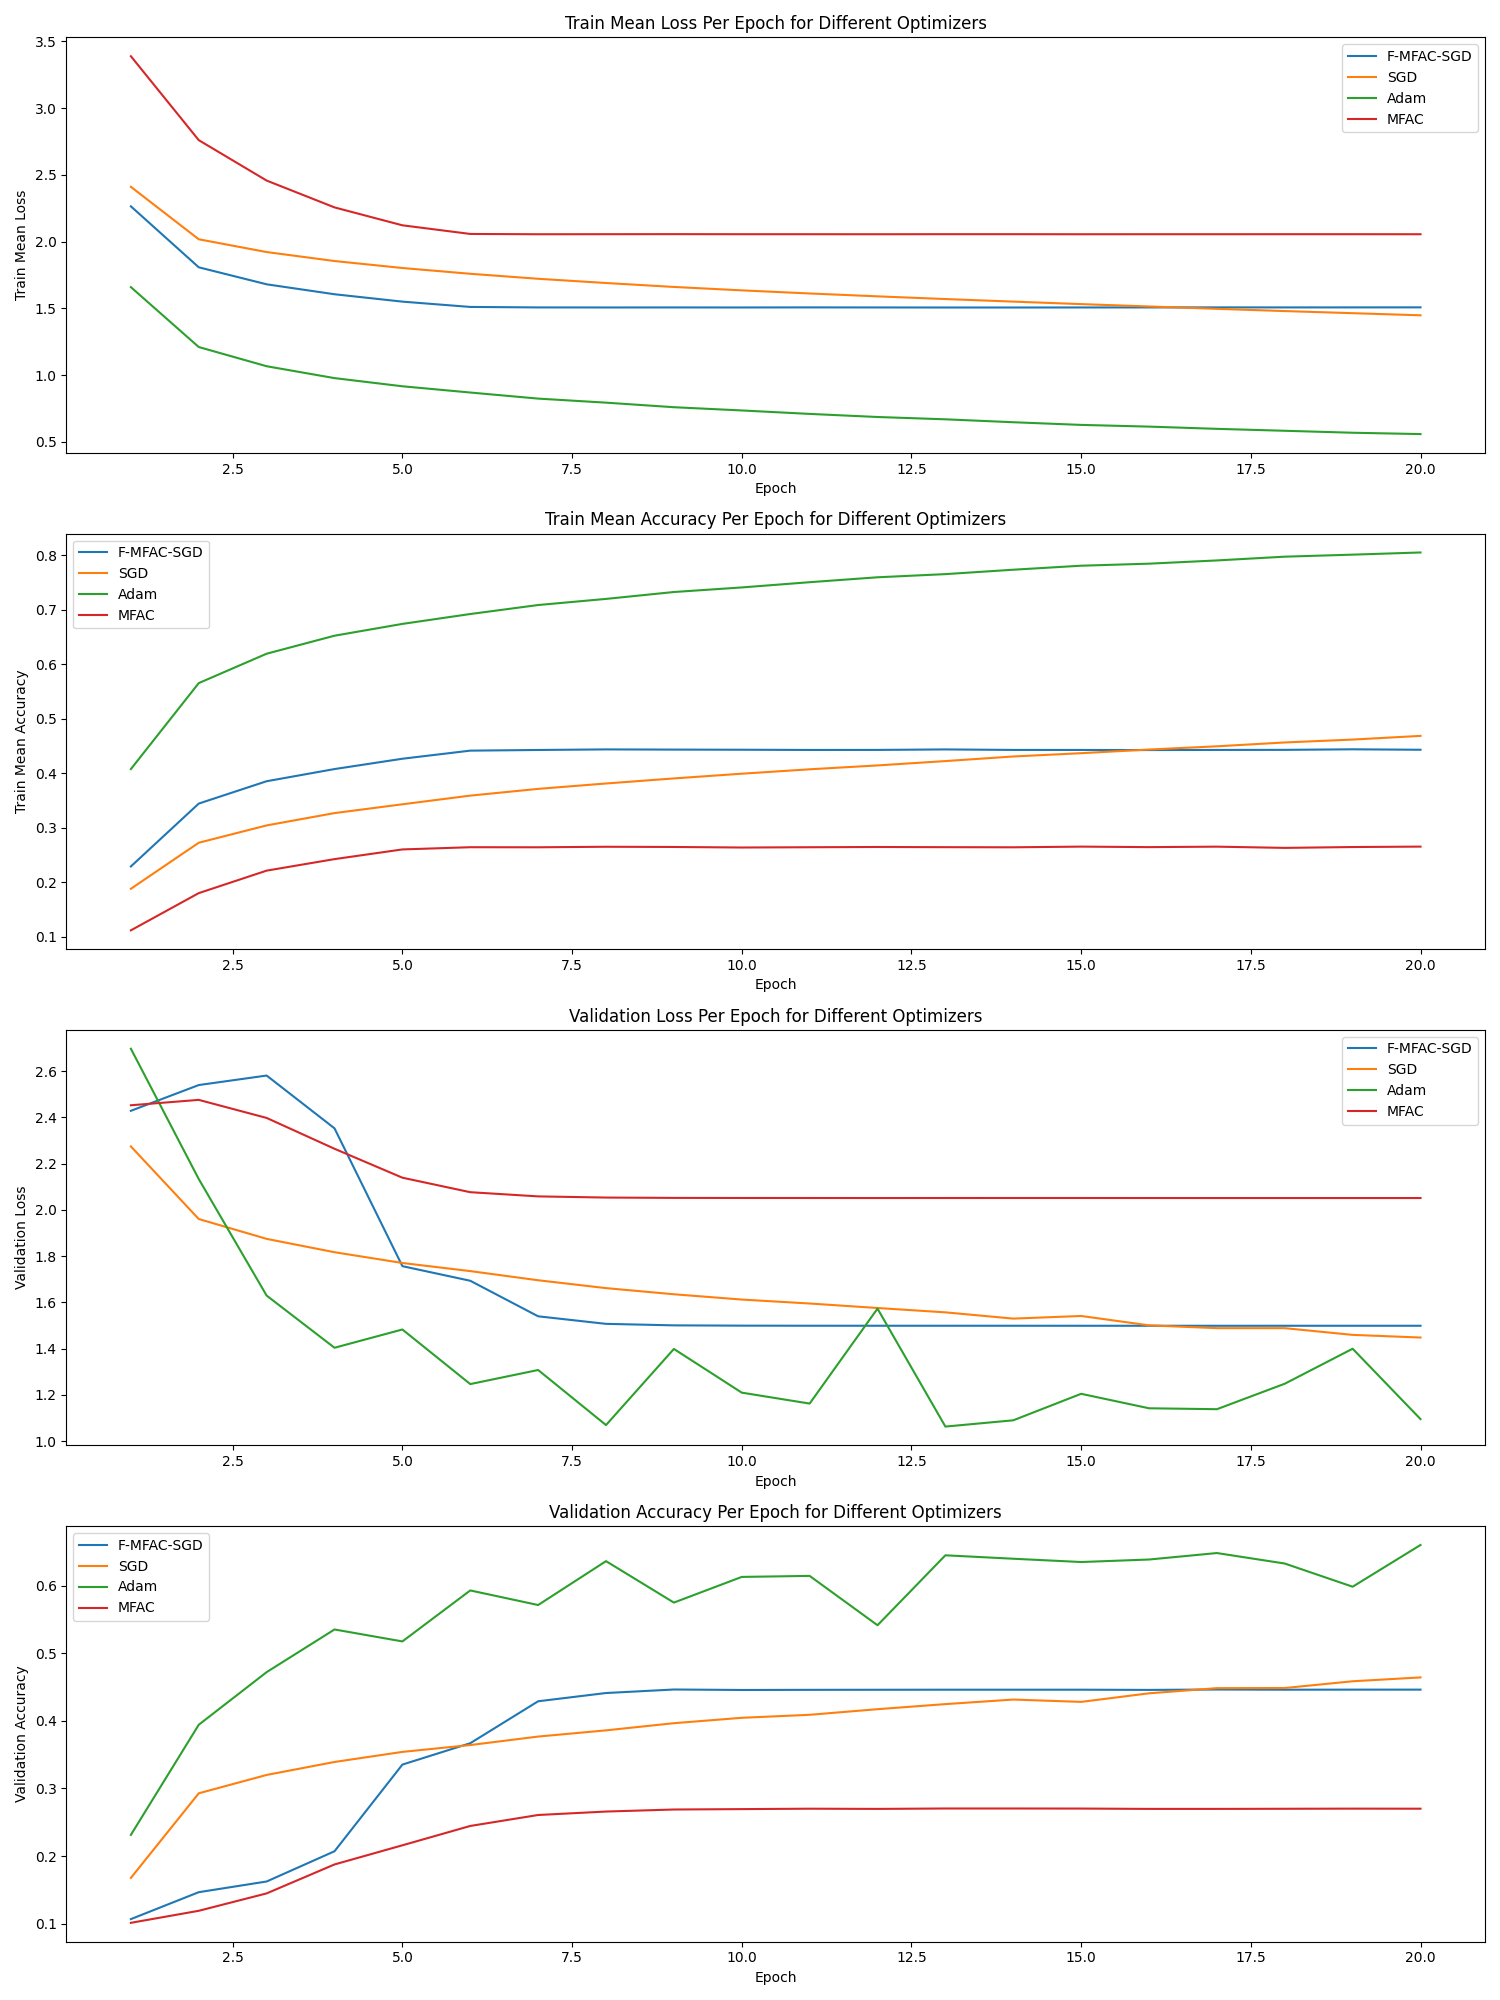 Train Mean Loss Per Epoch for Different Optimizers
3.5
3.0
2.5
2.0
1.5
1.0
0.5
Train Mean Loss
F-MFAC-SGD
SGD
Adam
MFAC
2.5 5.0 7.5 10.0 12.5 15.0 17.5 20.0
Epoch
Train Mean Accuracy Per Epoch for Different Optimizers
0.8
0.7
0.6
0.5
0.4
0.3
0.2
0.1
Train Mean Accuracy
F-MFAC-SGD
SGD
Adam
MFAC
2.5 5.0 7.5 10.0 12.5 15.0 17.5 20.0
Epoch
Validation Loss Per Epoch for Different Optimizers
2.6
2.4
2.2
2.0
1.8
1.6
1.4
1.2
1.0
Validation Loss
F-MFAC-SGD
SGD
Adam
MFAC
2.5 5.0 7.5 10.0 12.5 15.0 17.5 20.0
Epoch
Validation Accuracy Per Epoch for Different Optimizers
0.6
0.5
0.4
0.3
0.2
0.1
Validation Accuracy
F-MFAC-SGD
SGD
Adam
MFAC
2.5 5.0 7.5 10.0 12.5 15.0 17.5 20.0
Epoch